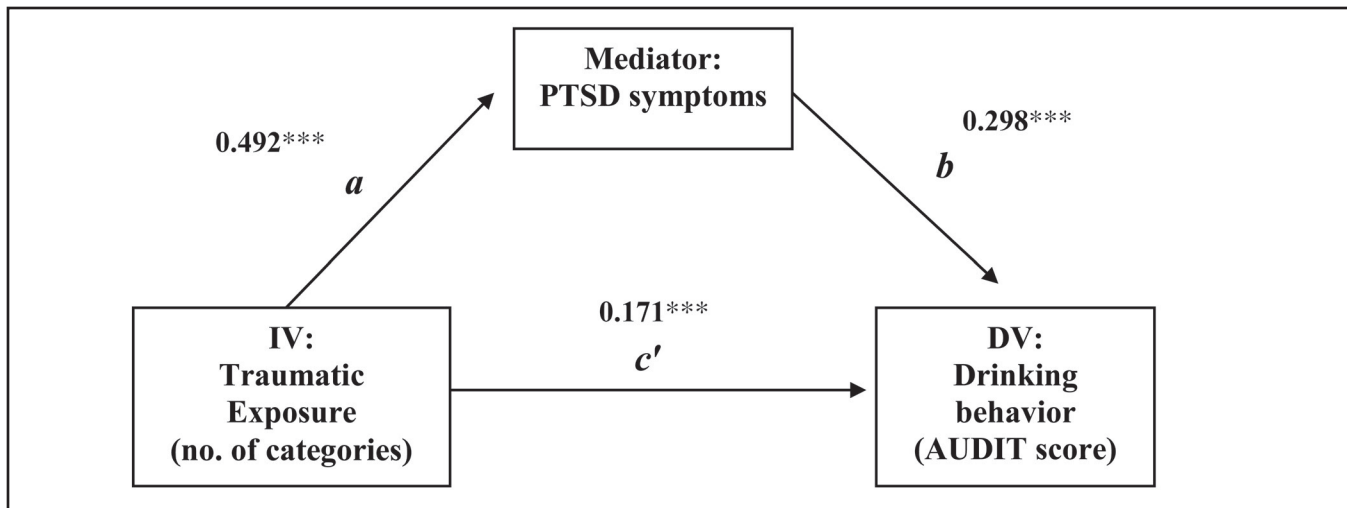 Mediator:
PTSD symptoms
0.492***
a
0.298***
b
0.171***
c'
IV:
Traumatic
Exposure
(no. of categories)
DV:
Drinking
behavior
(AUDIT score)